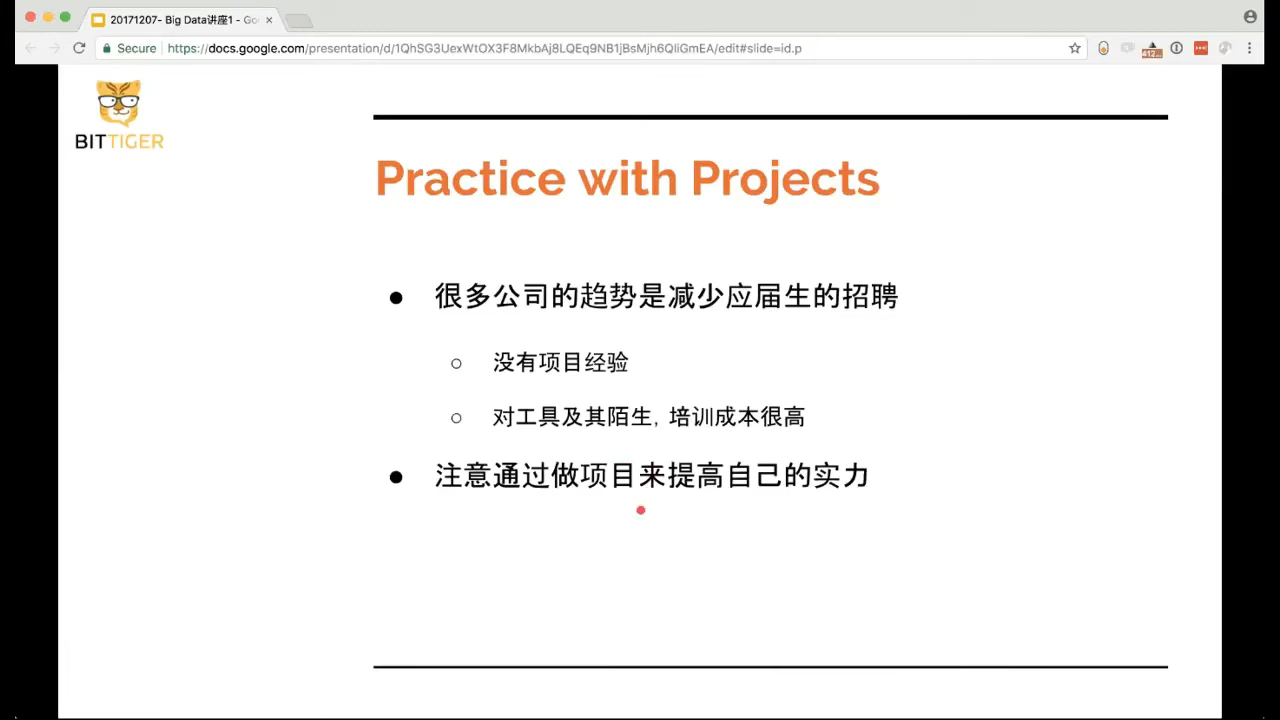 20171207- Big Data讲座1 - Go
Secure
https://docs.google.com/presentation/d/1QhSG3UexWtOX3F8MkbAj8LQEq9NB1jBsMjh6QIiGmEA/edit#slide=id.p
BITTIGER
Practice with Projects
● 很多公司的趋势是减少应届生的招聘
○ 没有项目经验
○ 对工具及其陌生, 培训成本很高
● 注意通过做项目来提高自己的实力